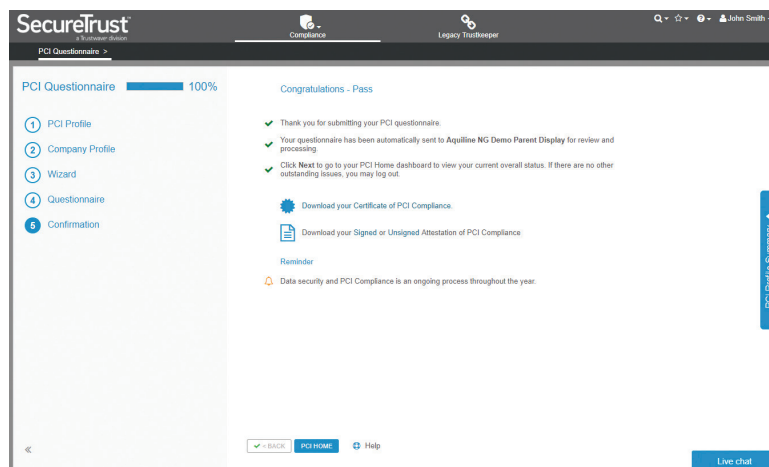 SecureTrust
a Trustwave division
Compliance
Legacy Trustkeeper
John Smith
PCI Questionnaire >
PCI Questionnaire 100%
1 PCI Profile
2 Company Profile
3 Wizard
4 Questionnaire
5 Confirmation
Congratulations - Pass
Thank you for submitting your PCI questionnaire.
Your questionnaire has been automatically sent to Aquiline NG Demo Parent Display for review and
processing.
Click Next to go to your PCI Home dashboard to view your current overall status. If there are no other
outstanding issues, you may log out.
Download your Certificate of PCI Compliance.
Download your Signed or Unsigned Attestation of PCI Compliance
Reminder
Data security and PCI Compliance is an ongoing process throughout the year.
PCI Profile Summary
< BACK
PCI HOME
Help
«
Live chat